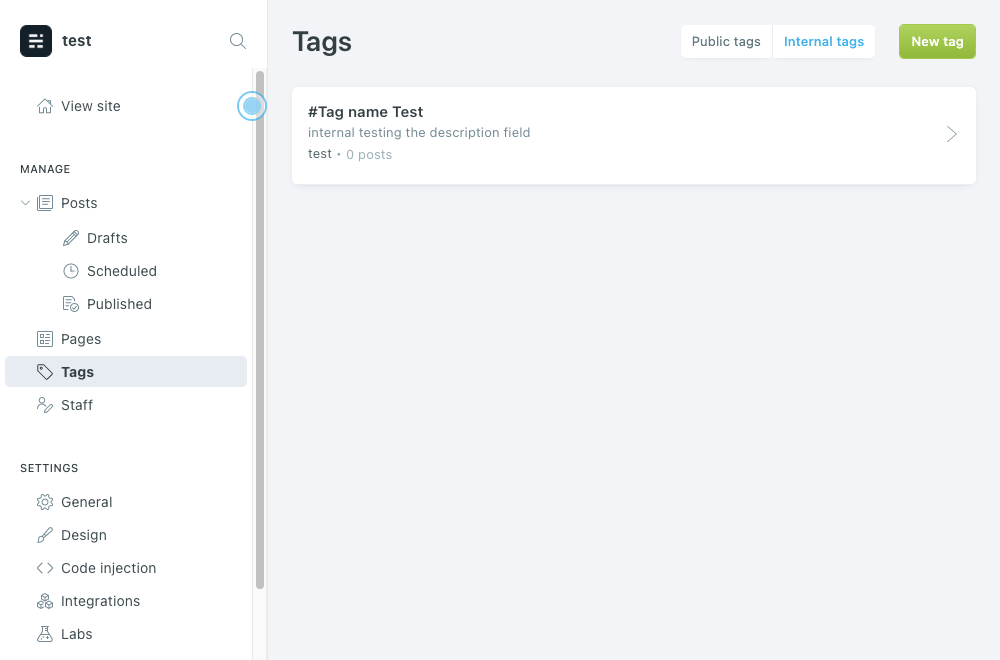 test
View site
MANAGE
Posts
Drafts
Scheduled
Published
Pages
Tags
Staff
SETTINGS
General
Design
Code injection
Integrations
Labs
Tags
Public tags
Internal tags
New tag
#Tag name Test
internal testing the description field
test • 0 posts